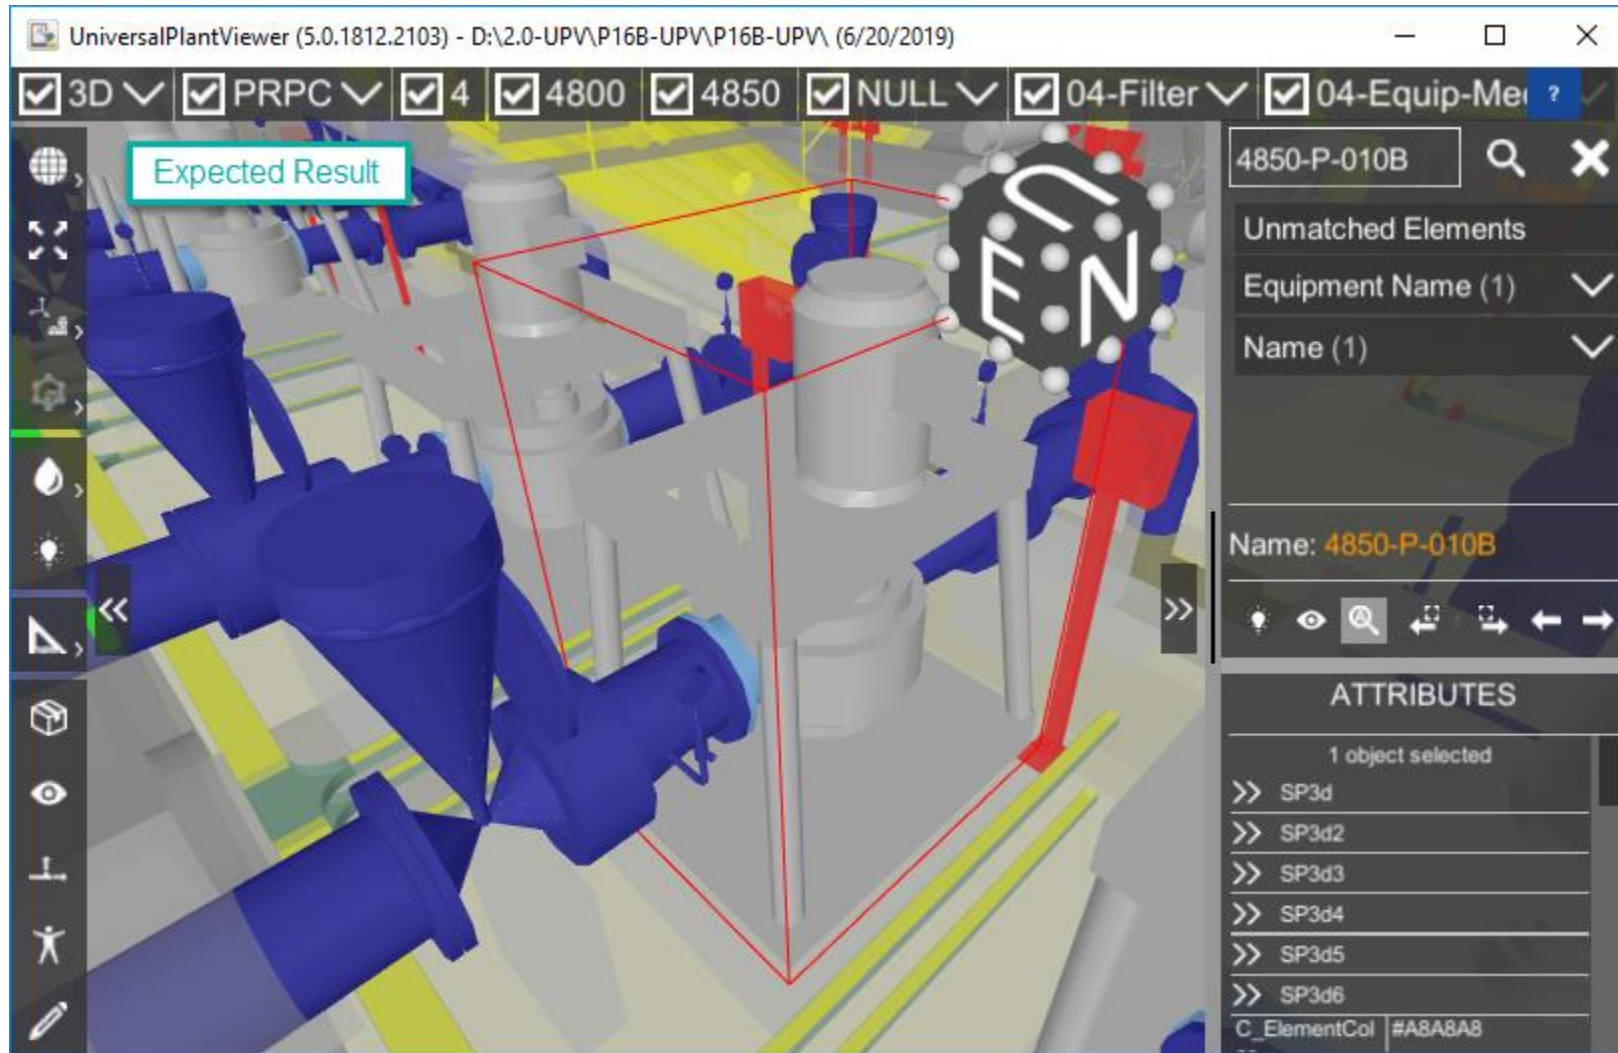 UniversalPlantViewer (5.0.1812.2103) - D:\2.0-UPV\P16B-UPV\P16B-UPV\ (6/20/2019)
3D PRPC 4 4800 4850 NULL 04-Filter 04-Equip-Me ?
Expected Result
U
E N
4850-P-010B
Unmatched Elements
Equipment Name (1)
Name (1)
Name: 4850-P-010B
ATTRIBUTES
1 object selected
SP3d
SP3d2
SP3d3
SP3d4
SP3d5
SP3d6
C_ElementCol #A8A8A8